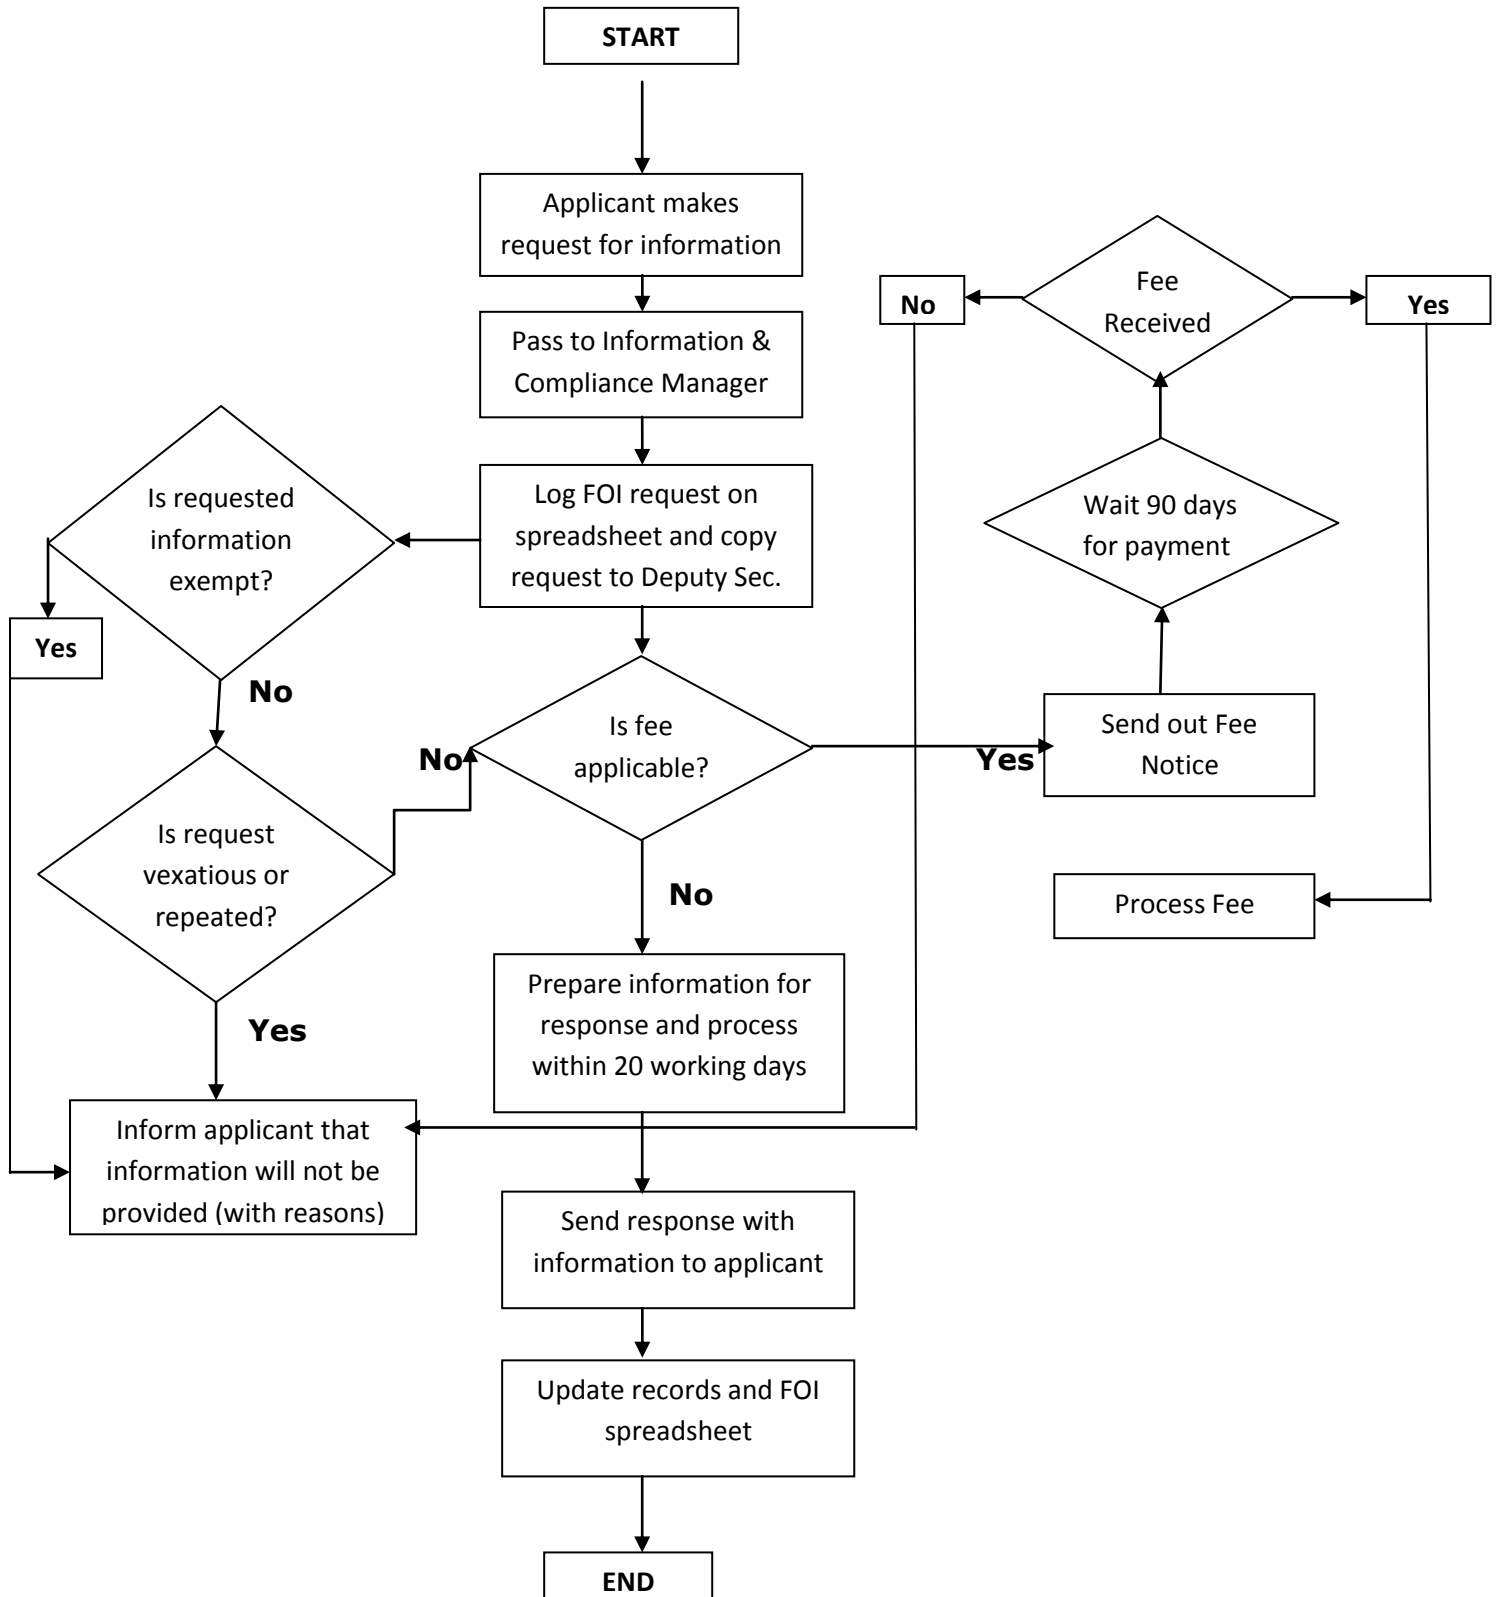 START
Applicant makes
request for information
Pass to Information &
Compliance Manager
Log FOI request on
spreadsheet and copy
request to Deputy Sec.
Is requested
information
exempt?
Yes
No
Is request
vexatious or
repeated?
Yes
No
Is fee
applicable?
Yes
No
Send out Fee
Notice
Wait 90 days
for payment
Fee
Received
No
Yes
Process Fee
Prepare information for
response and process
within 20 working days
Inform applicant that
information will not be
provided (with reasons)
Send response with
information to applicant
Update records and FOI
spreadsheet
END